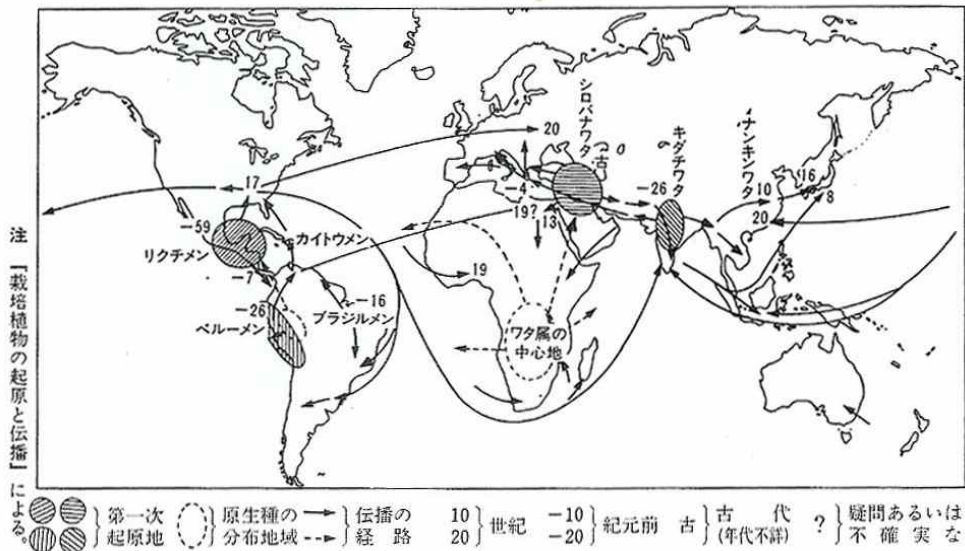 シロバナワタ
古
キダチワタ
ナンキンワタ
20
17
-4
-26
10
16
8
20
-59
19?
13
カイトウメン
リクチメン
-7
19
-16
-26
ブラジルメン
ペルーメン
ワタ属の
中心地
注 『栽培植物の起原と伝播』による。
第一次
起原地
原生種の
分布地域
伝播の
経路
10
20
世紀
-10
-20
紀元前
古
古代
(年代不詳)
?
疑問あるいは
不確実な